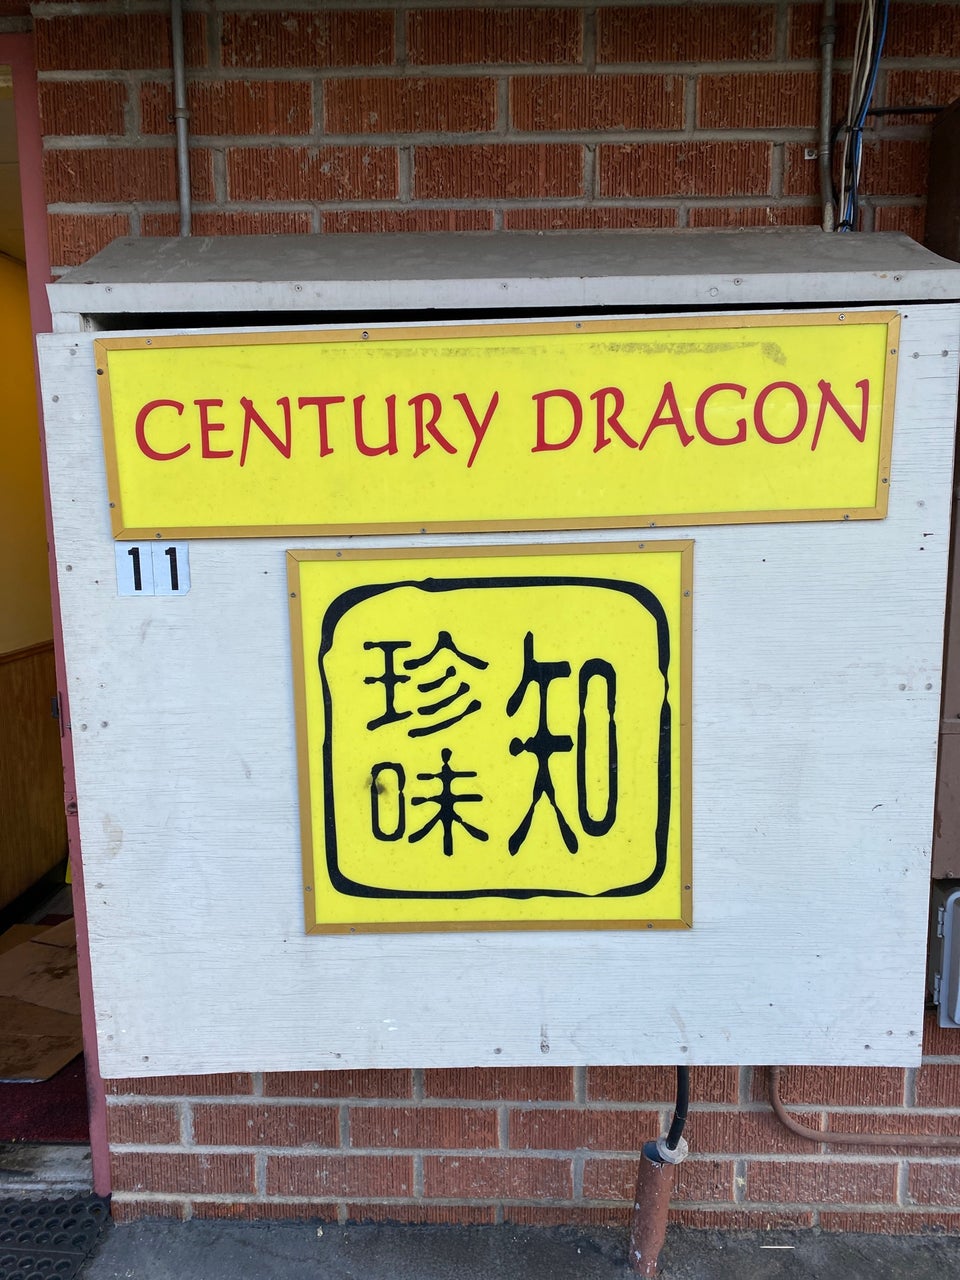 CENTURY DRAGON
11
知
珍味